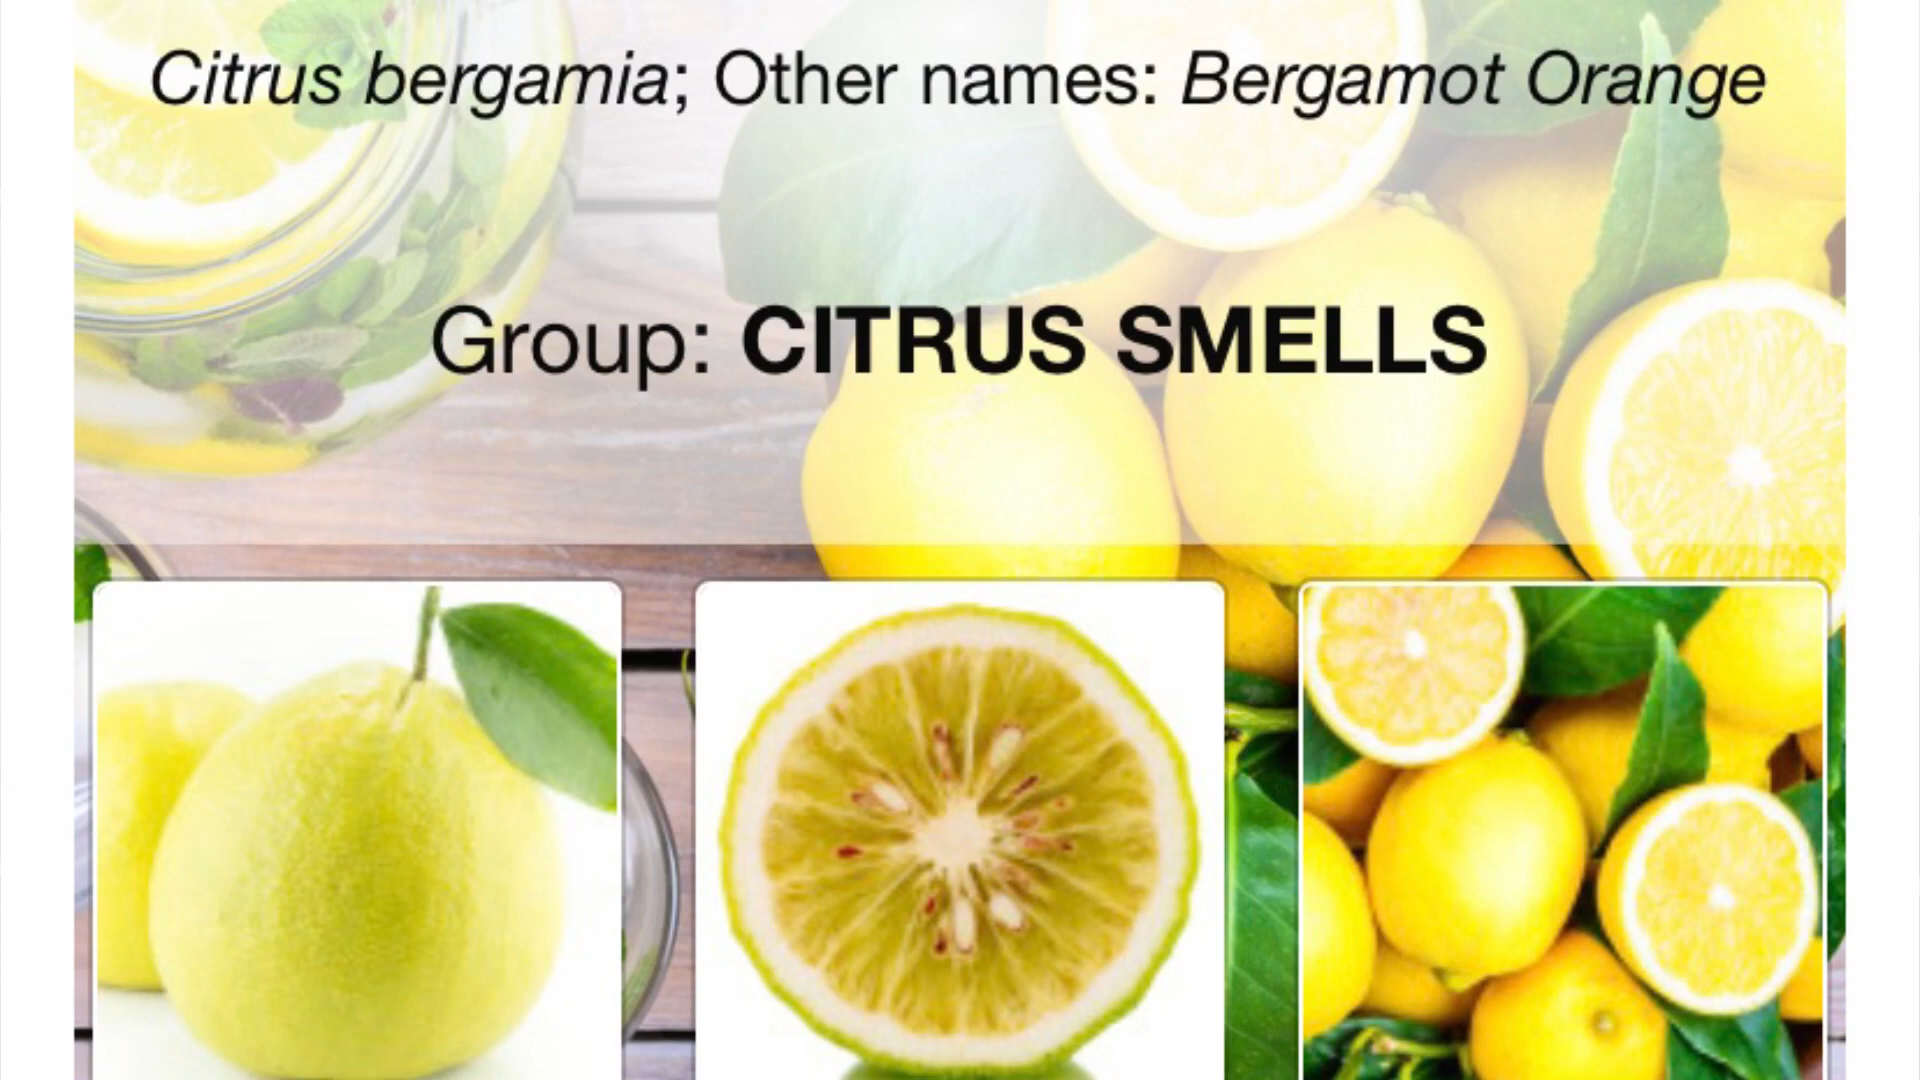 Citrus bergamia; Other names: Bergamot Orange
Group: CITRUS SMELLS